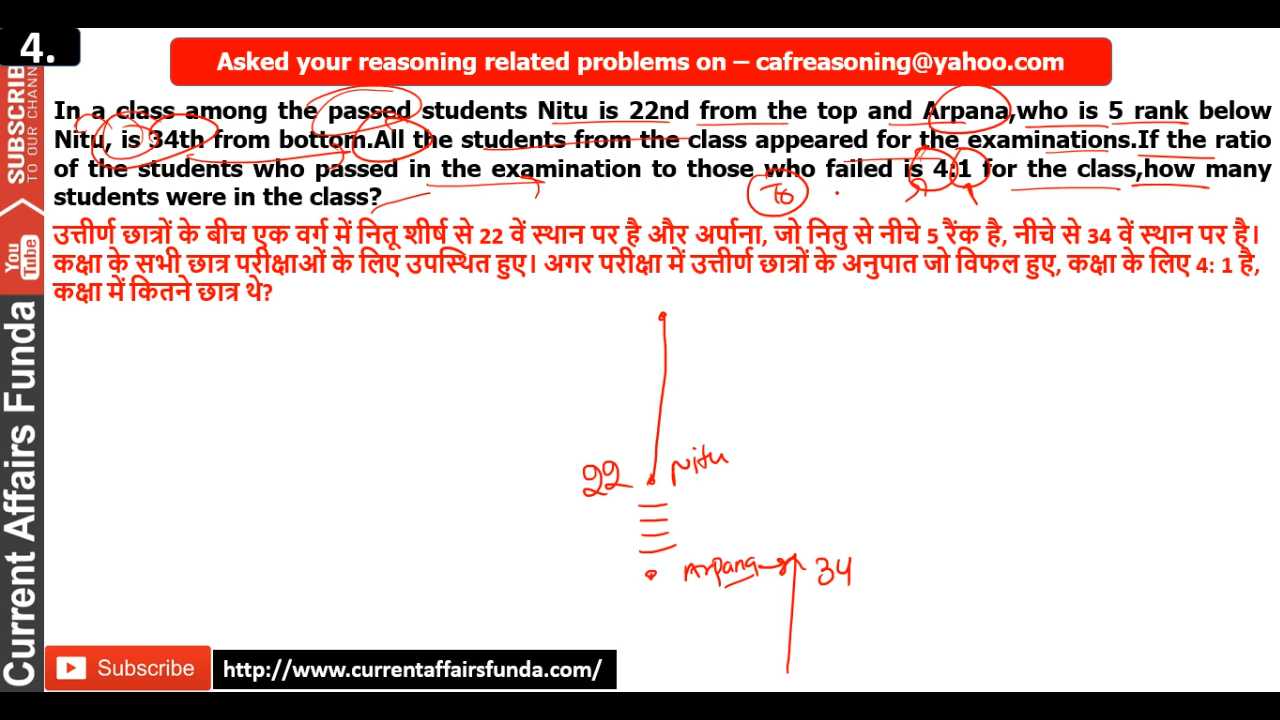 4.
Asked your reasoning related problems on – cafreasoning@yahoo.com
In a class among the passed students Nitu is 22nd from the top and Arpana,who is 5 rank below
Nitu, is 34th from bottom.All the students from the class appeared for the examinations.If the ratio
of the students who passed in the examination to those who failed is 4:1 for the class,how many
students were in the class?
उत्तीर्ण छात्रों के बीच एक वर्ग में नितू शीर्ष से 22 वें स्थान पर है और अर्पाना, जो नितु से नीचे 5 रैंक है, नीचे से 34 वें स्थान पर है।
कक्षा के सभी छात्र परीक्षाओं के लिए उपस्थित हुए। अगर परीक्षा में उत्तीर्ण छात्रों के अनुपात जो विफल हुए, कक्षा के लिए 4: 1 है,
कक्षा में कितने छात्र थे?
22 Nitu
Arpana 34
SUBSCRIBE
TO OUR CHANN
You
Tube
Current Affairs Funda
Subscribe
http://www.currentaffairsfunda.com/